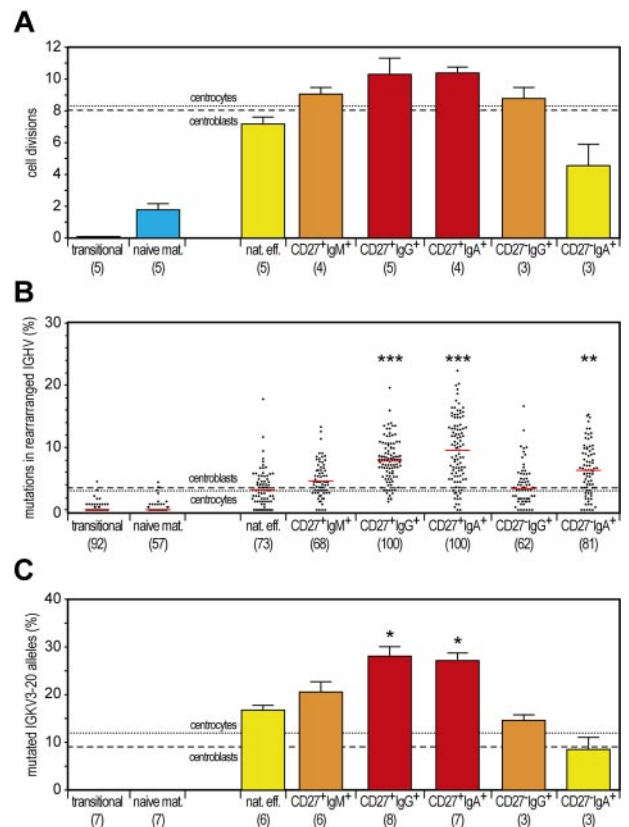 A
cell divisions
12
10
8
6
4
2
0
centrocytes
centroblasts
transitional
(5)
naive mat.
(5)
nat. eff.
(5)
CD27⁺IgM⁺
(4)
CD27⁺IgG⁺
(5)
CD27⁺IgA⁺
(4)
CD27⁻IgG⁺
(3)
CD27⁻IgA⁺
(3)
B
mutations in rearrarranged IGHV (%)
30
20
10
0
***
***
**
centroblasts
centrocytes
transitional
(92)
naive mat.
(57)
nat. eff.
(73)
CD27⁺IgM⁺
(68)
CD27⁺IgG⁺
(100)
CD27⁺IgA⁺
(100)
CD27⁻IgG⁺
(62)
CD27⁻IgA⁺
(81)
C
mutated IGKV3-20 alleles (%)
40
30
20
10
0
*
*
centrocytes
centroblasts
transitional
(7)
naive mat.
(7)
nat. eff.
(6)
CD27⁺IgM⁺
(6)
CD27⁺IgG⁺
(8)
CD27⁺IgA⁺
(7)
CD27⁻IgG⁺
(3)
CD27⁻IgA⁺
(3)